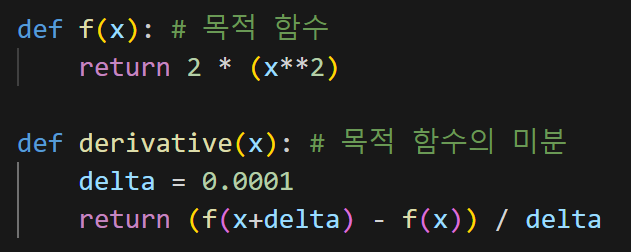 def f(x): # 목적 함수
    return 2 * (x**2)

def derivative(x): # 목적 함수의 미분
    delta = 0.0001
    return (f(x+delta) - f(x)) / delta